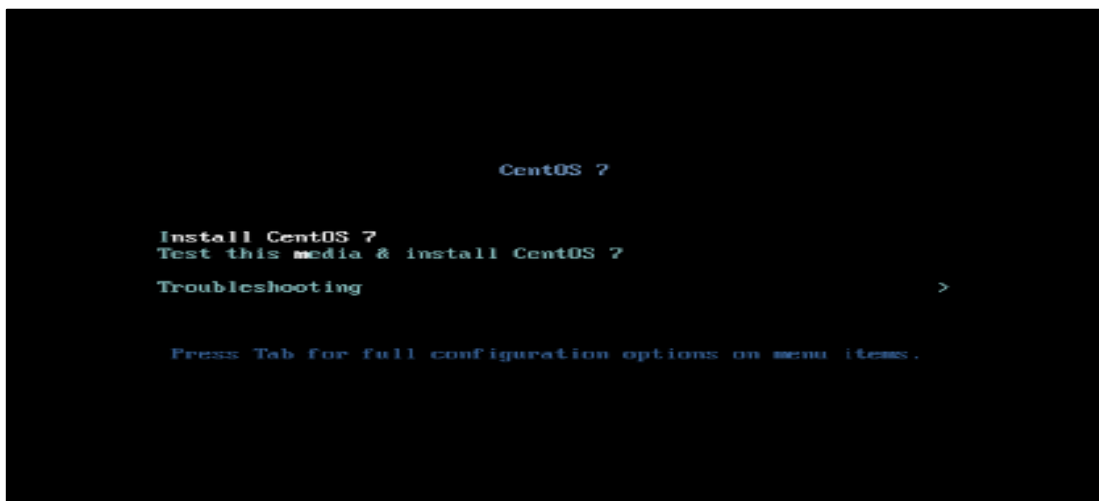 CentOS 7
Install CentOS 7
Test this media & install CentOS 7
Troubleshooting >
Press Tab for full configuration options on menu items.